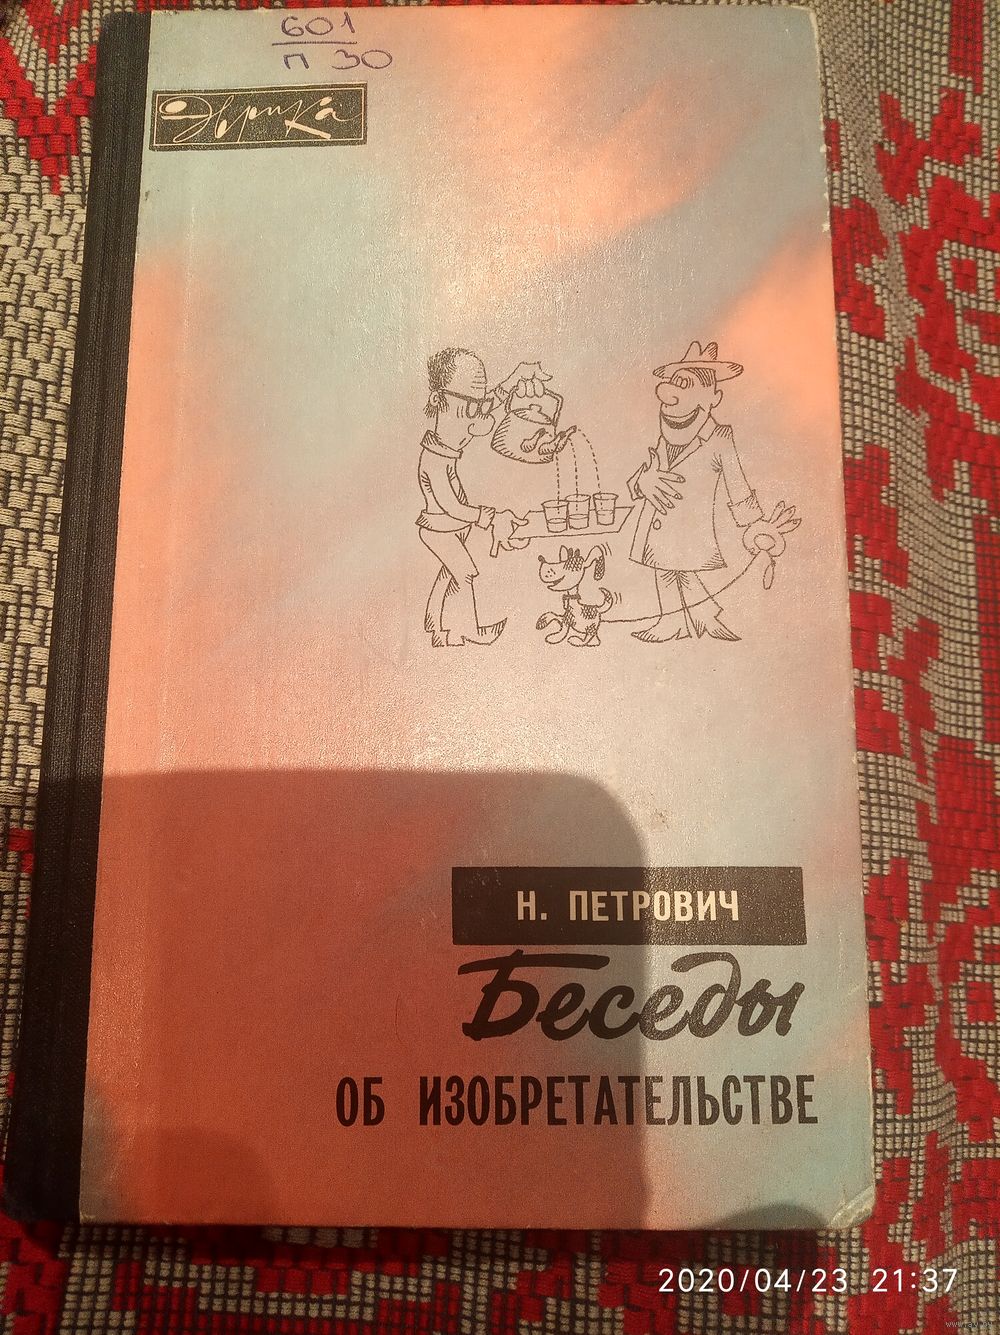 601
П 30
Эврика
Н. ПЕТРОВИЧ
Беседы
ОБ ИЗОБРЕТАТЕЛЬСТВЕ
2020/04/23 21:37